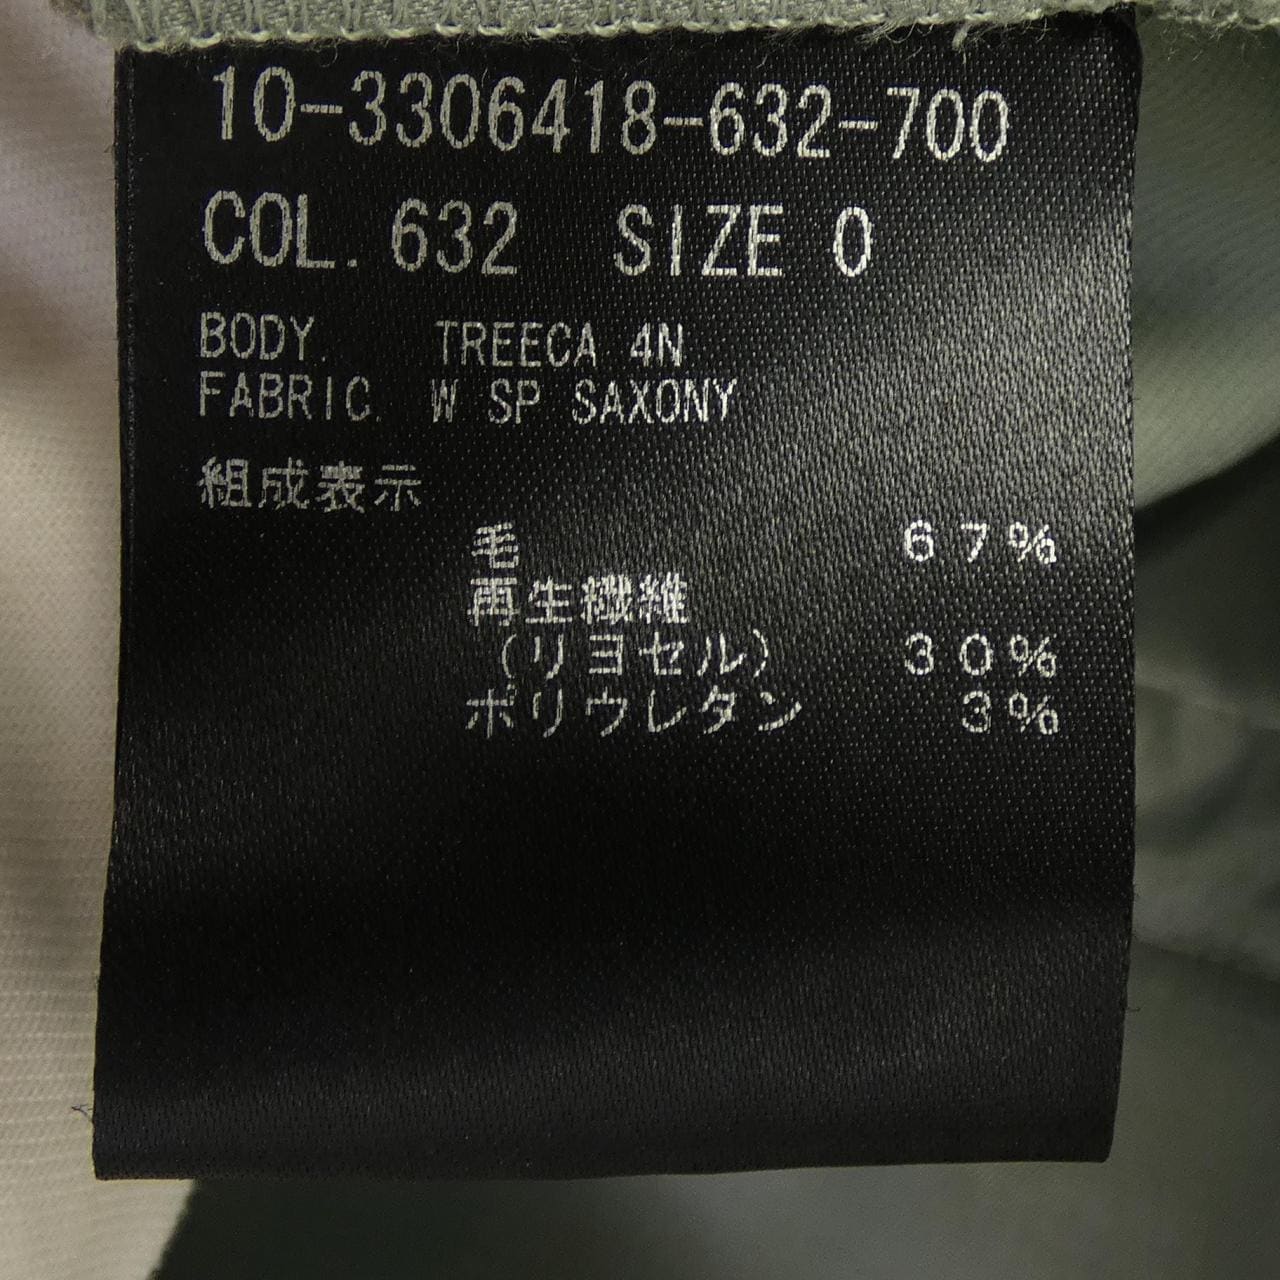 10-3306418-632-700
COL. 632 SIZE 0
BODY. TREECA 4N
FABRIC. W SP SAXONY
組成表示
毛 67%
再生繊維
(リヨセル) 30%
ポリウレタン 3%